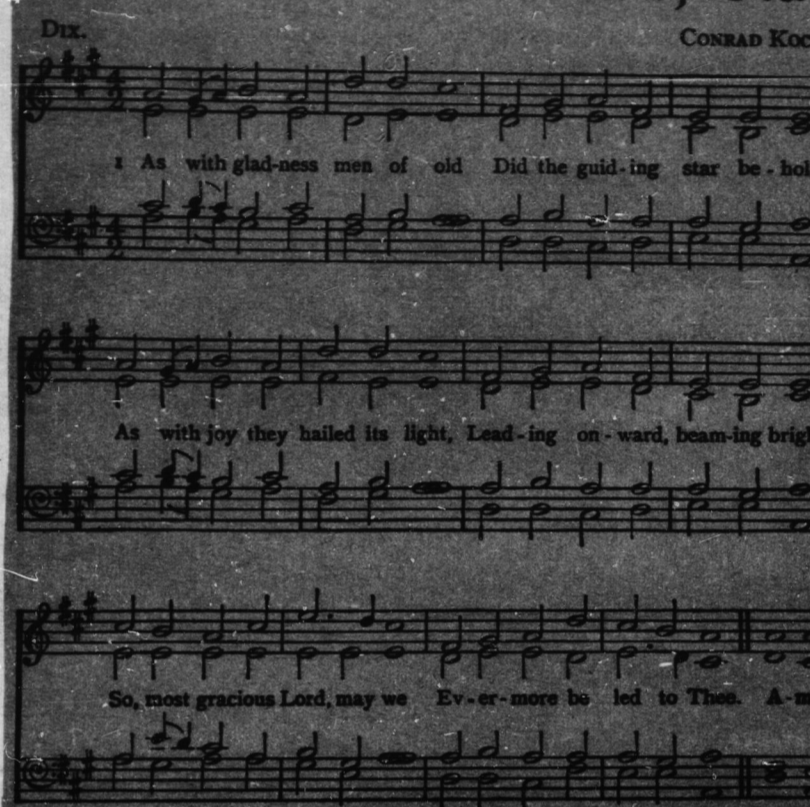 Dix.
Conrad Koc
1 As with glad-ness men of old Did the guid-ing star be-hol
As with joy they hailed its light, Lead-ing on-ward, beam-ing brigh
So, most gracious Lord, may we Ev-er-more be led to Thee. A-m